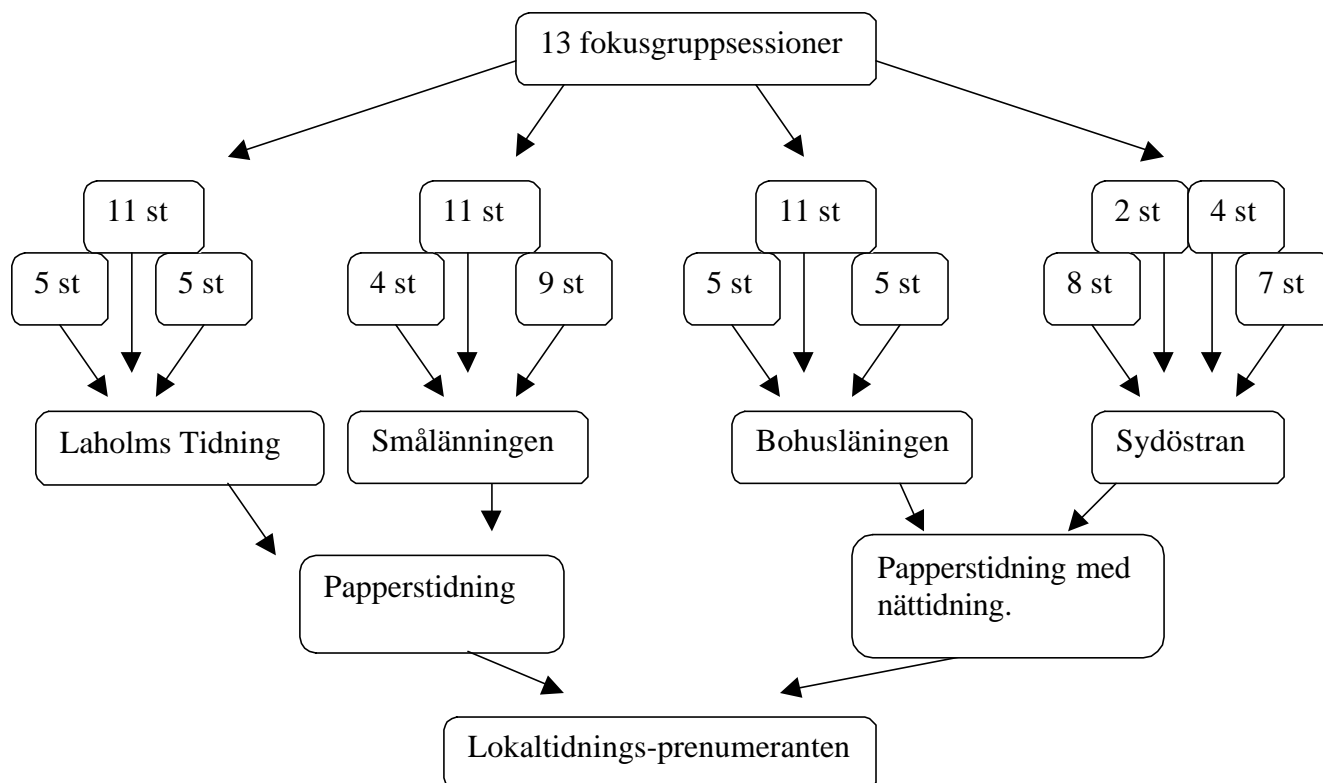 13 fokusgruppsessioner
11 st
11 st
11 st
2 st
4 st
5 st
5 st
4 st
9 st
5 st
5 st
8 st
7 st
Laholms Tidning
Smålänningen
Bohusläningen
Sydöstran
Papperstidning
Papperstidning med
nättidning.
Lokaltidnings-prenumeranten